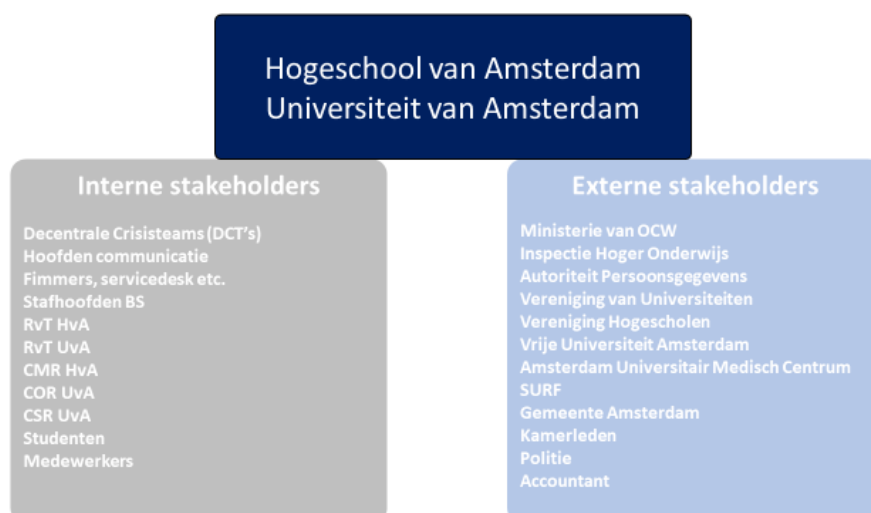 Hogeschool van Amsterdam
Universiteit van Amsterdam
Interne stakeholders
Decentrale Crisisteams (DCT's)
Hoofden communicatie
Fimmers, servicedesk etc.
Stafhoofden BS
RvT HvA
RvT UvA
CMR HvA
COR UvA
CSR UvA
Studenten
Medewerkers
Externe stakeholders
Ministerie van OCW
Inspectie Hoger Onderwijs
Autoriteit Persoonsgegevens
Vereniging van Universiteiten
Vereniging Hogescholen
Vrije Universiteit Amsterdam
Amsterdam Universitair Medisch Centrum
SURF
Gemeente Amsterdam
Kamerleden
Politie
Accountant